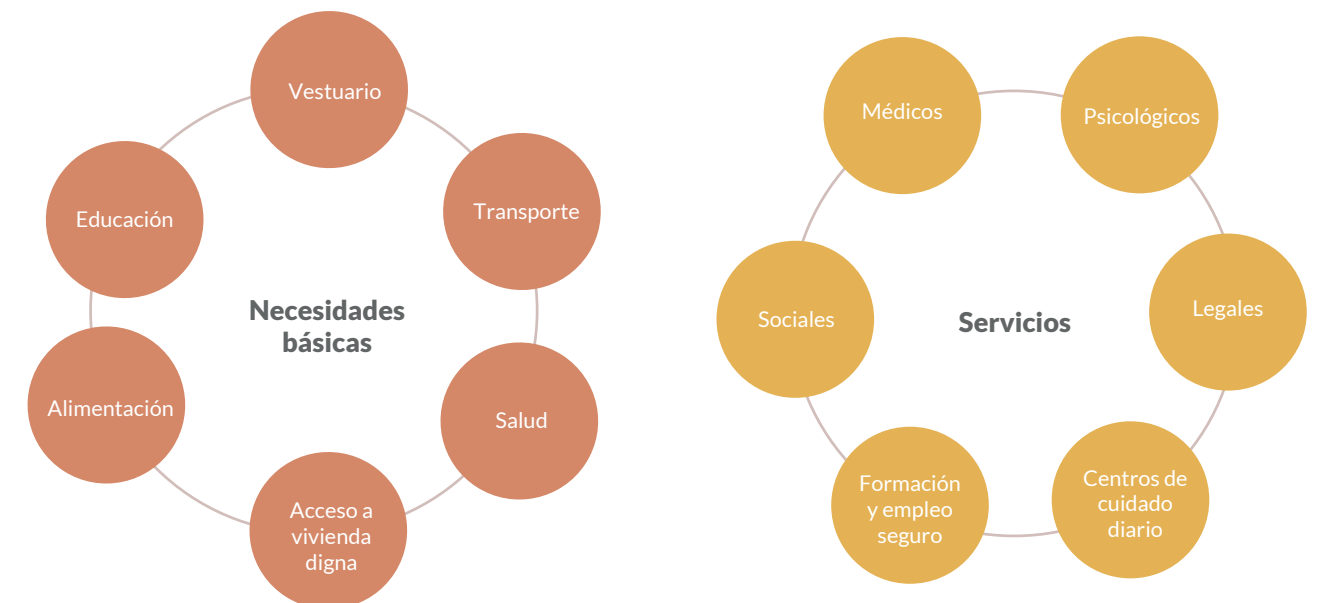 Vestuario
Transporte
Salud
Acceso a
vivienda
digna
Alimentación
Educación
Necesidades
básicas
Médicos
Psicológicos
Legales
Centros de
cuidado
diario
Formación
y empleo
seguro
Sociales
Servicios